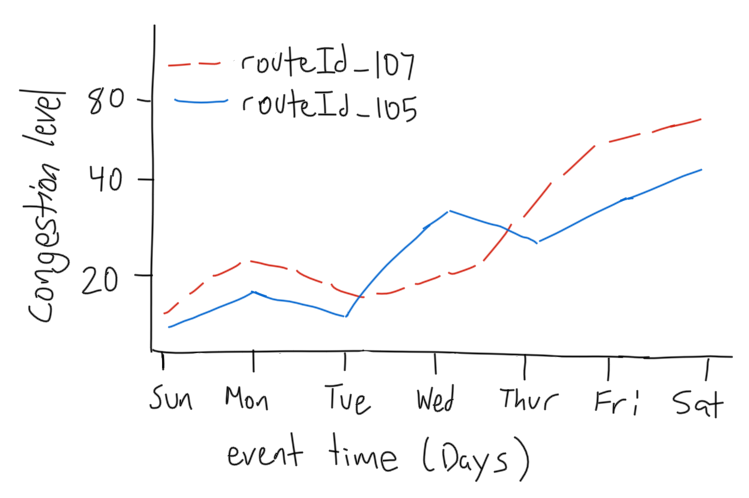 routeId_107
routeId_105
Congestion level
80
40
20
Sun Mon Tue Wed Thur Fri Sat
event time (Days)